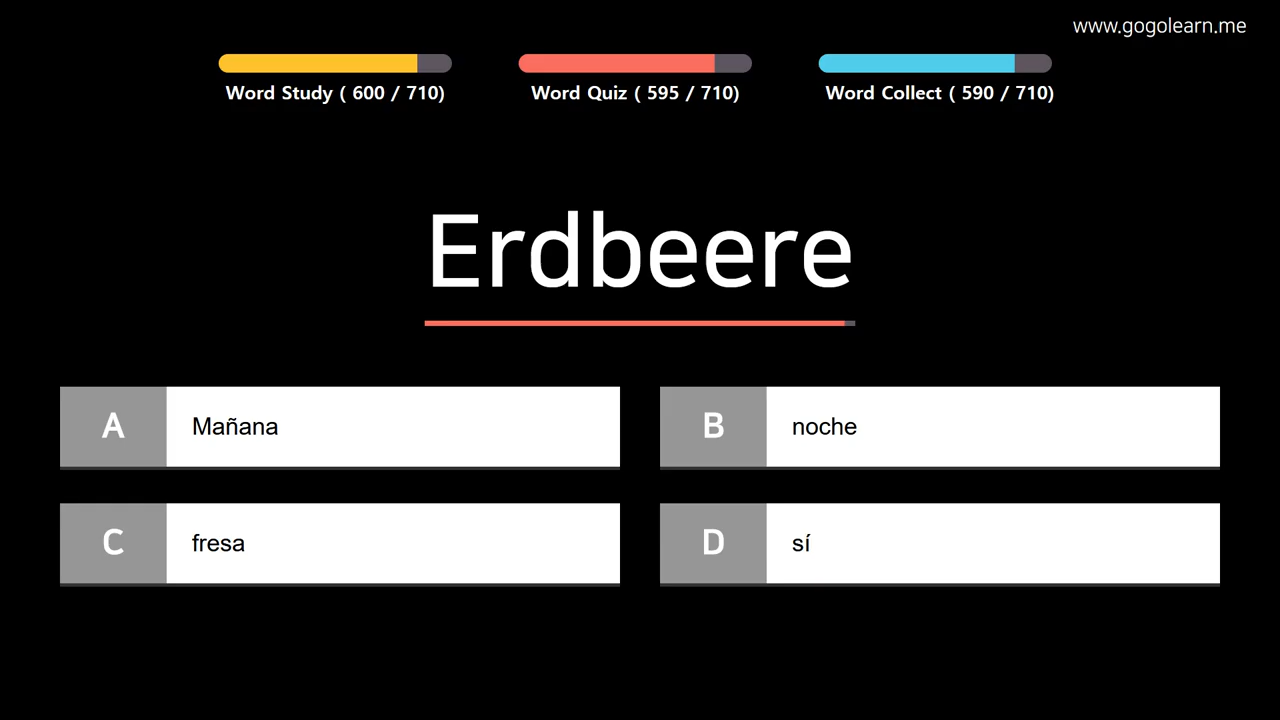 www.gogolearn.me
Word Study ( 600 / 710)
Word Quiz ( 595 / 710)
Word Collect ( 590 / 710)
Erdbeere
A
Mañana
B
noche
C
fresa
D
sí